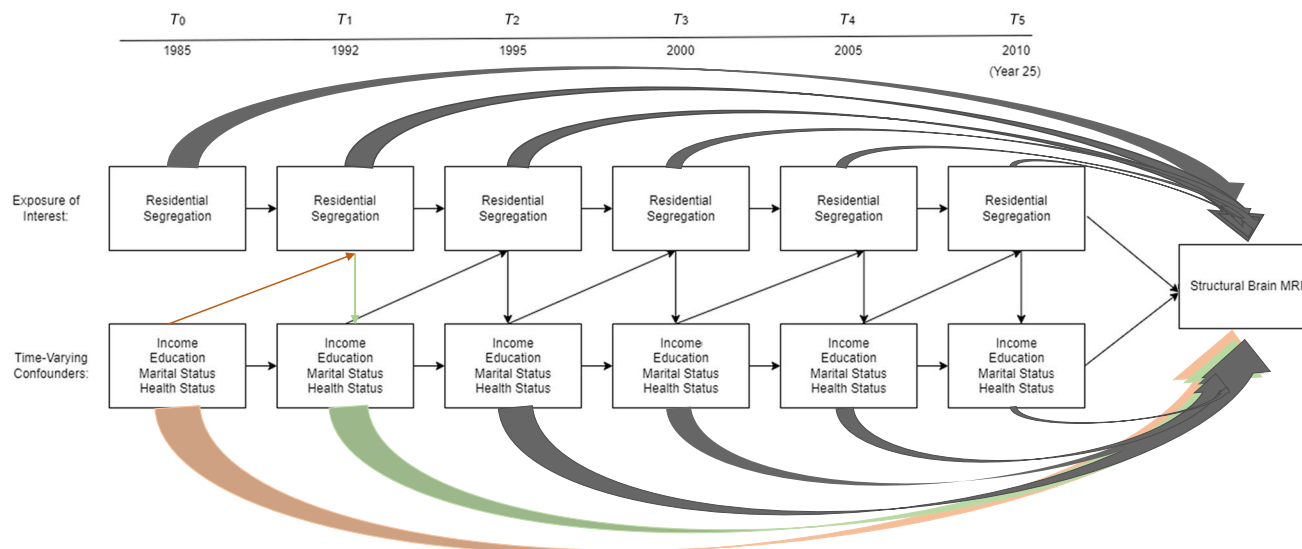 T0 T1 T2 T3 T4 T5
1985 1992 1995 2000 2005 2010
(Year 25)
Exposure of
Interest:
Residential
Segregation
Residential
Segregation
Residential
Segregation
Residential
Segregation
Residential
Segregation
Residential
Segregation
Structural Brain MRI
Time-Varying
Confounders:
Income
Education
Marital Status
Health Status
Income
Education
Marital Status
Health Status
Income
Education
Marital Status
Health Status
Income
Education
Marital Status
Health Status
Income
Education
Marital Status
Health Status
Income
Education
Marital Status
Health Status